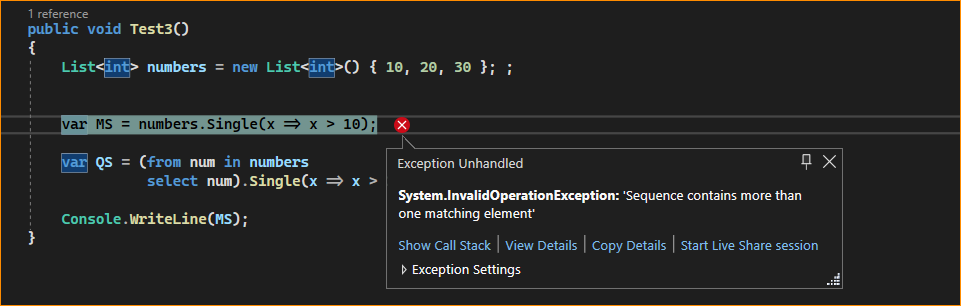 1 reference
public void Test3()
{
List<int> numbers = new List<int>() { 10, 20, 30 }; ;
var MS = numbers.Single(x => x > 10);
var QS = (from num in numbers
select num).Single(x => x >
Console.WriteLine(MS);
}
Exception Unhandled
System.InvalidOperationException: 'Sequence contains more than
one matching element'
Show Call Stack | View Details | Copy Details | Start Live Share session
Exception Settings